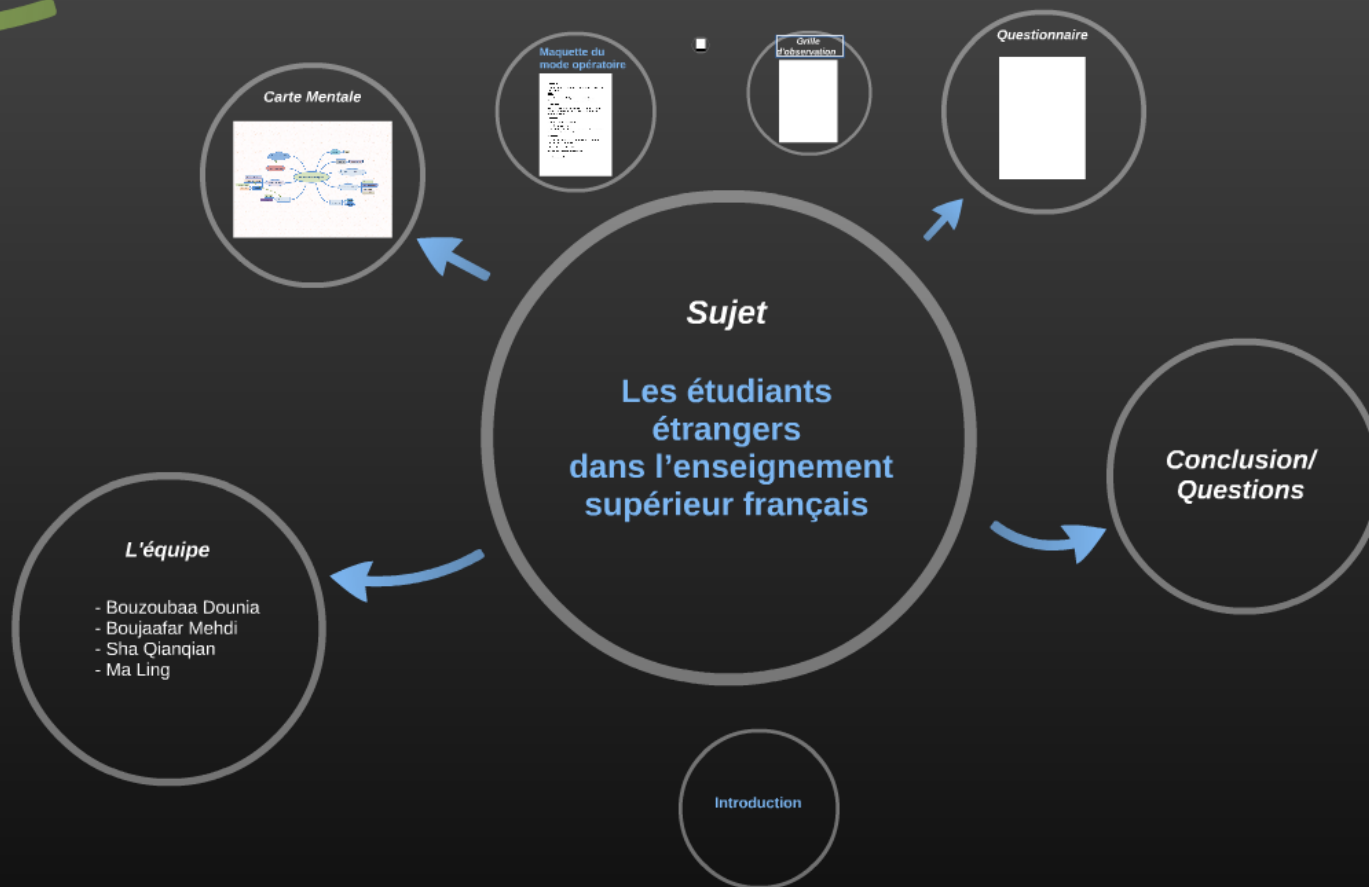 Maquette du
mode opératoire
Grille
d'observation
Questionnaire
Carte Mentale
Sujet
Les étudiants
étrangers
dans l’enseignement
supérieur français
Conclusion/
Questions
L'équipe
- Bouzoubaa Dounia
- Boujaafar Mehdi
- Sha Qianqian
- Ma Ling
Introduction